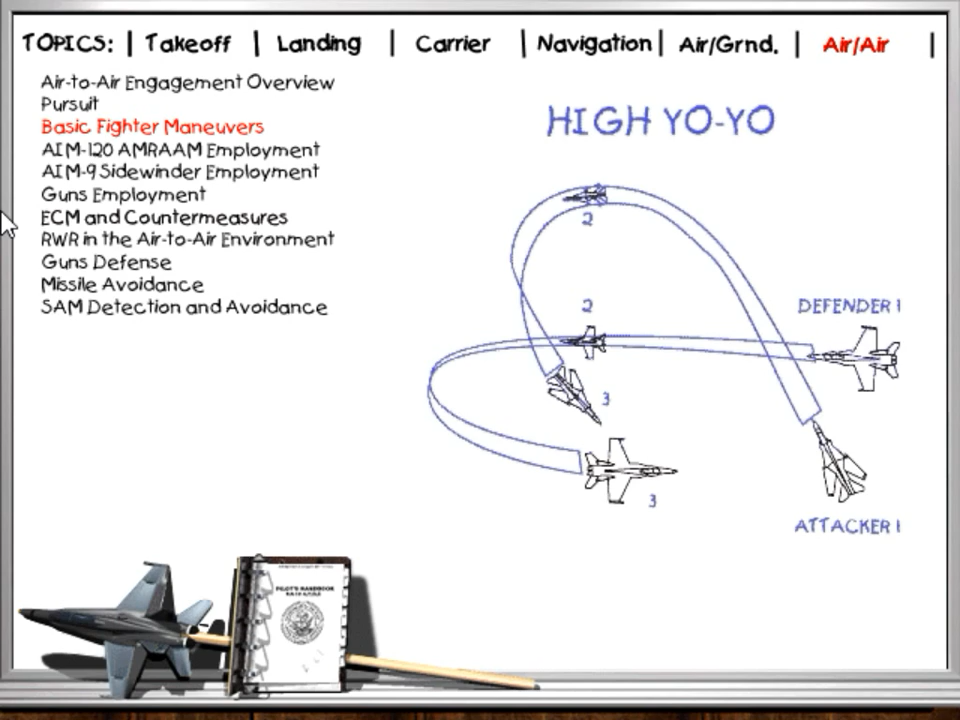 TOPICS: | Takeoff | Landing | Carrier | Navigation | Air/Grnd. | Air/Air |
Air-to-Air Engagement Overview
Pursuit
Basic Fighter Maneuvers
AIM-120 AMRAAM Employment
AIM-9 Sidewinder Employment
Guns Employment
ECM and Countermeasures
RWR in the Air-to-Air Environment
Guns Defense
Missile Avoidance
SAM Detection and Avoidance
HIGH YO-YO
2
2
DEFENDER 1
3
3
ATTACKER 1
PILOT'S HANDBOOK